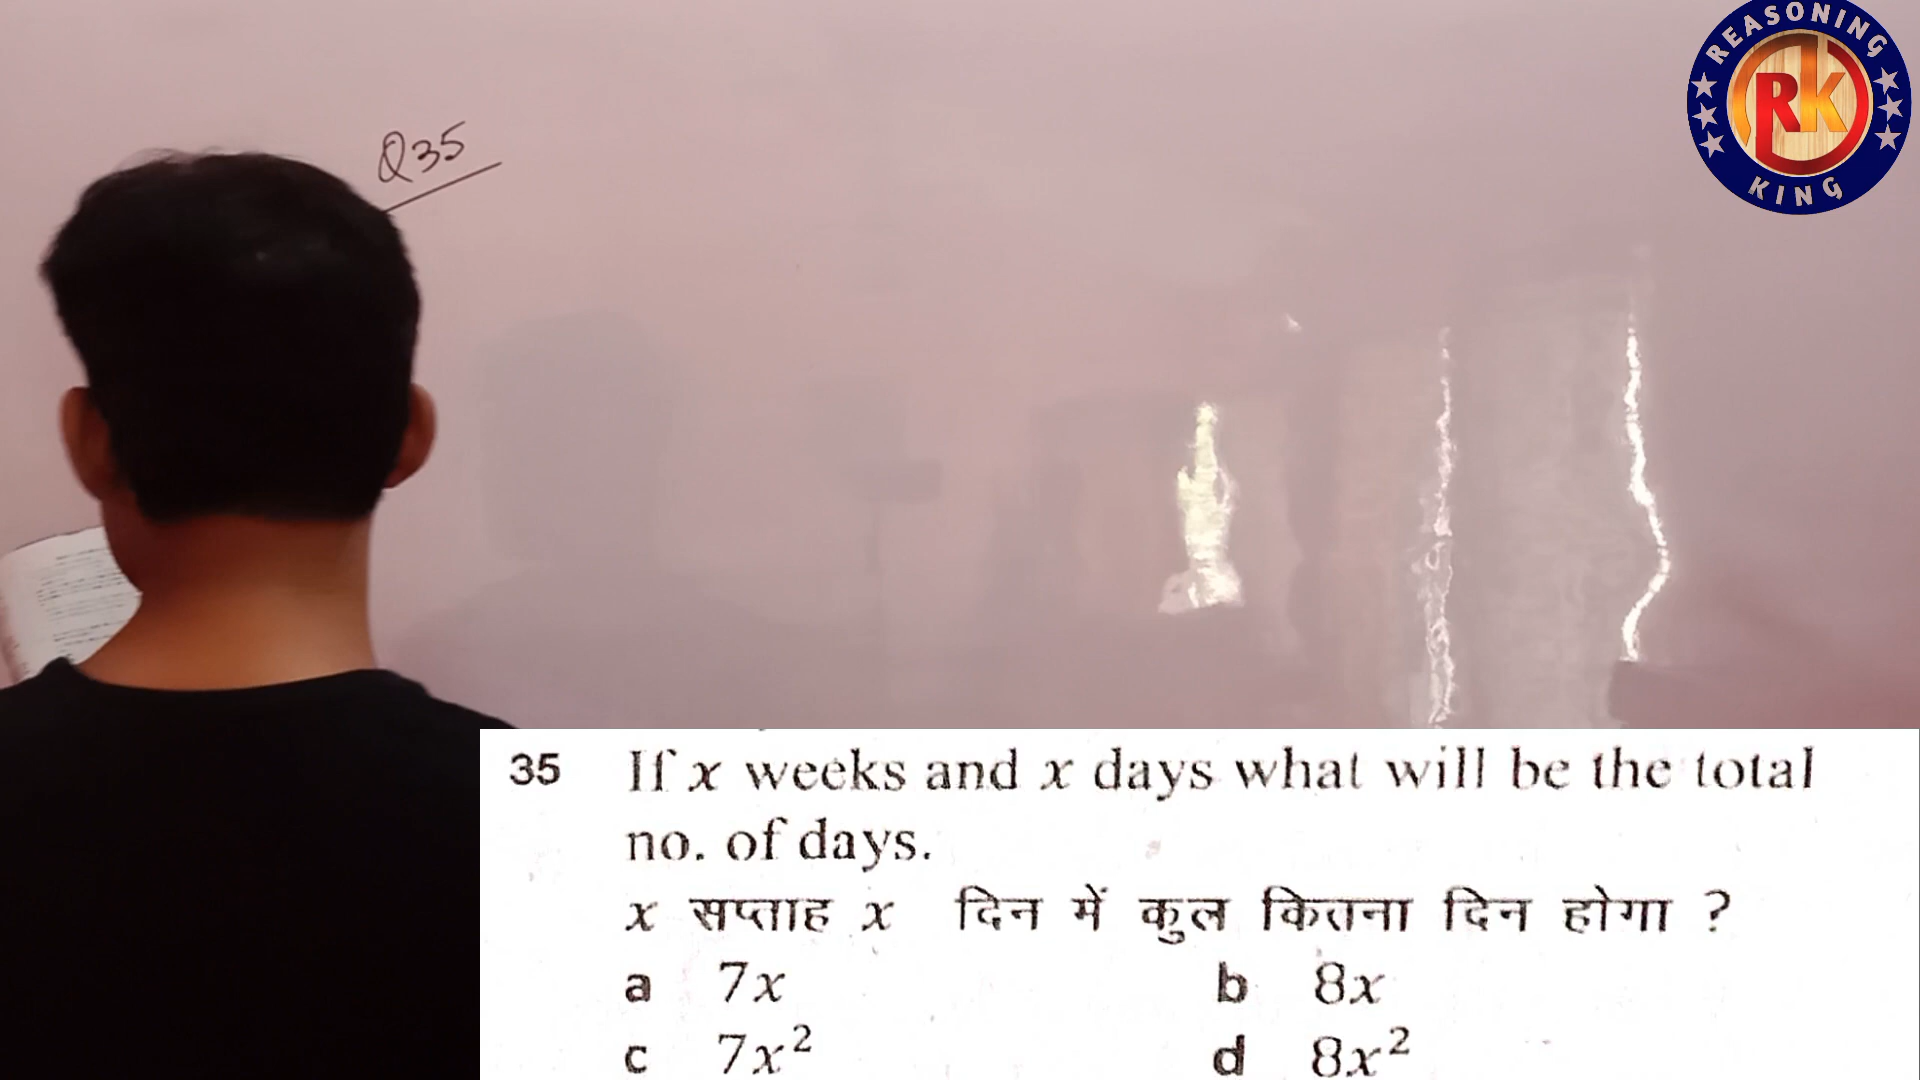 REASONING
RK
KING
Q35
35 If x weeks and x days what will be the total
no. of days.
x सप्ताह x दिन में कुल कितना दिन होगा ?
a 7x b 8x
c 7x² d 8x²